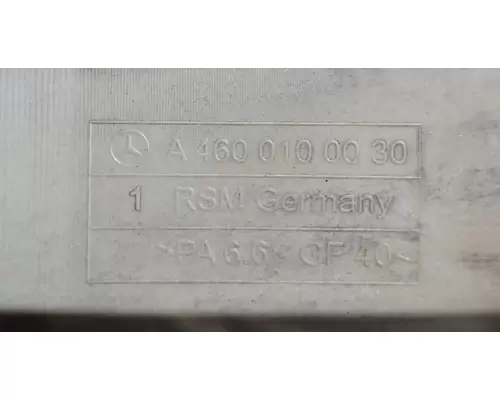 A 460 010 00 30
1 RSM Germany
>PA 6.6< GF 40<